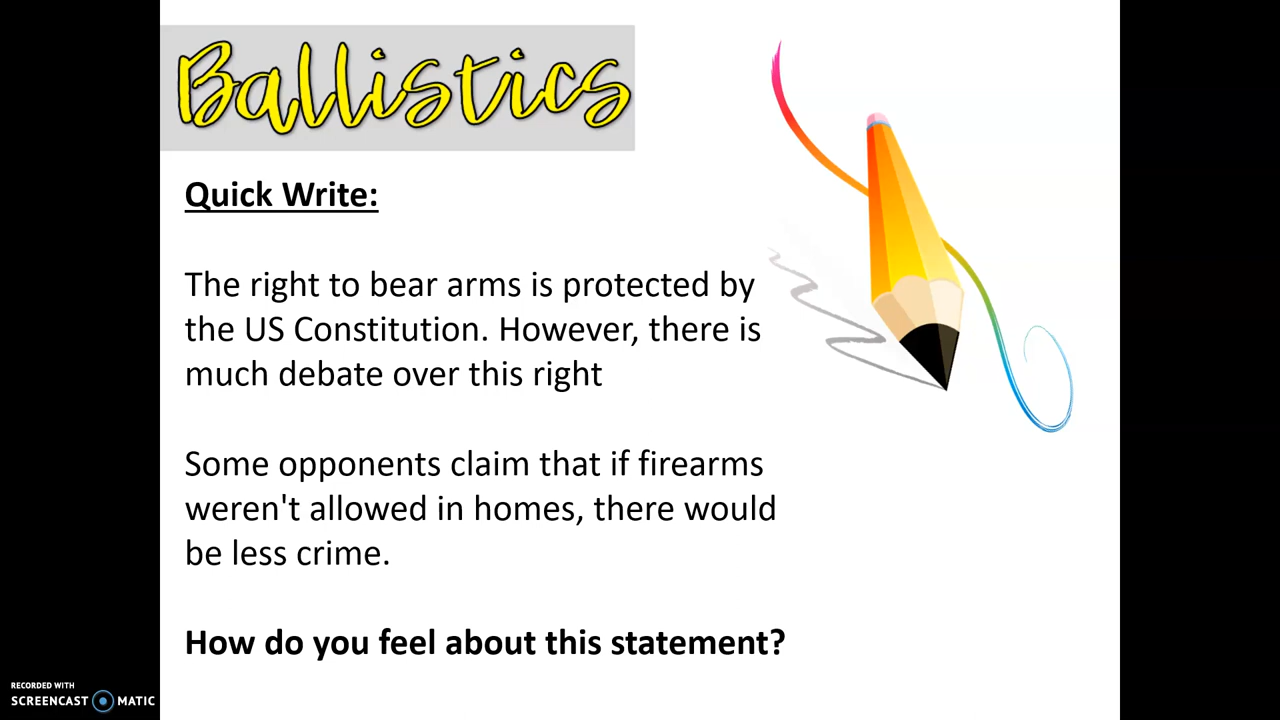 Ballistics
Quick Write:
The right to bear arms is protected by
the US Constitution. However, there is
much debate over this right
Some opponents claim that if firearms
weren't allowed in homes, there would
be less crime.
How do you feel about this statement?
RECORDED WITH
SCREENCAST MATIC